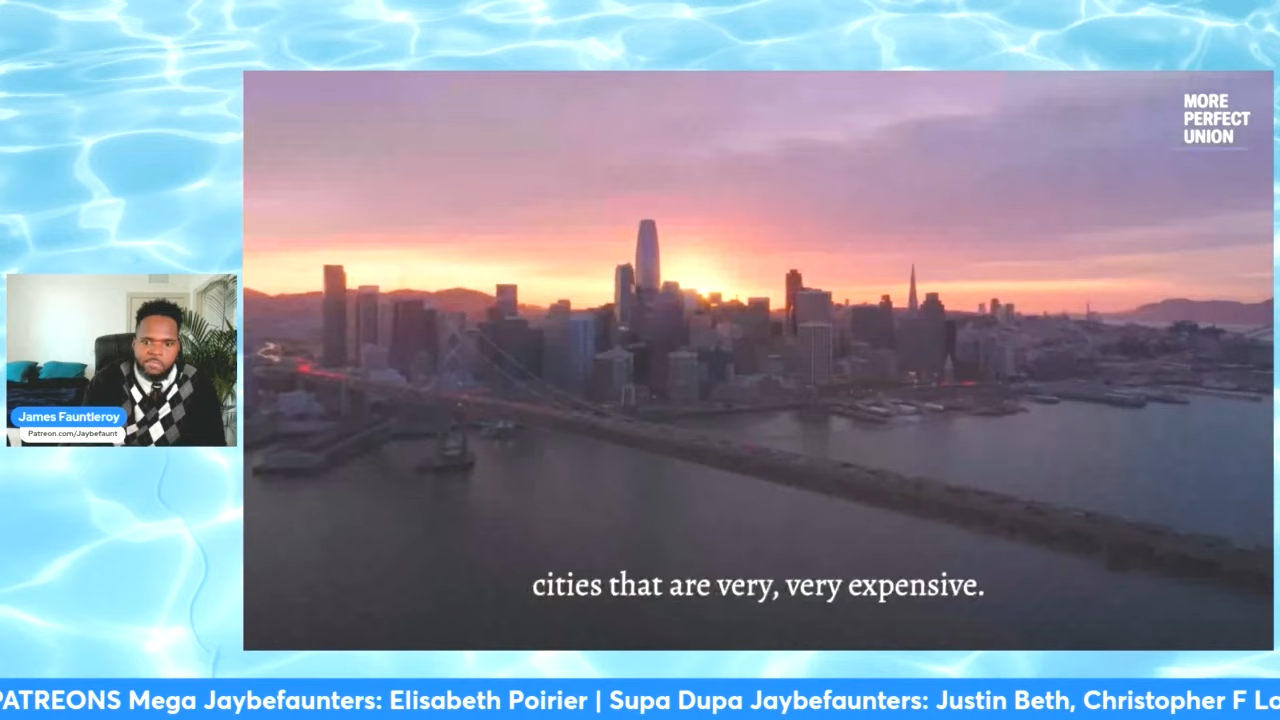 MORE
PERFECT
UNION
James Fauntleroy
Patreon.com/Jaybefaunt
cities that are very, very expensive.
PATREONS Mega Jaybefaunters: Elisabeth Poirier | Supa Dupa Jaybefaunters: Justin Beth, Christopher F Lo